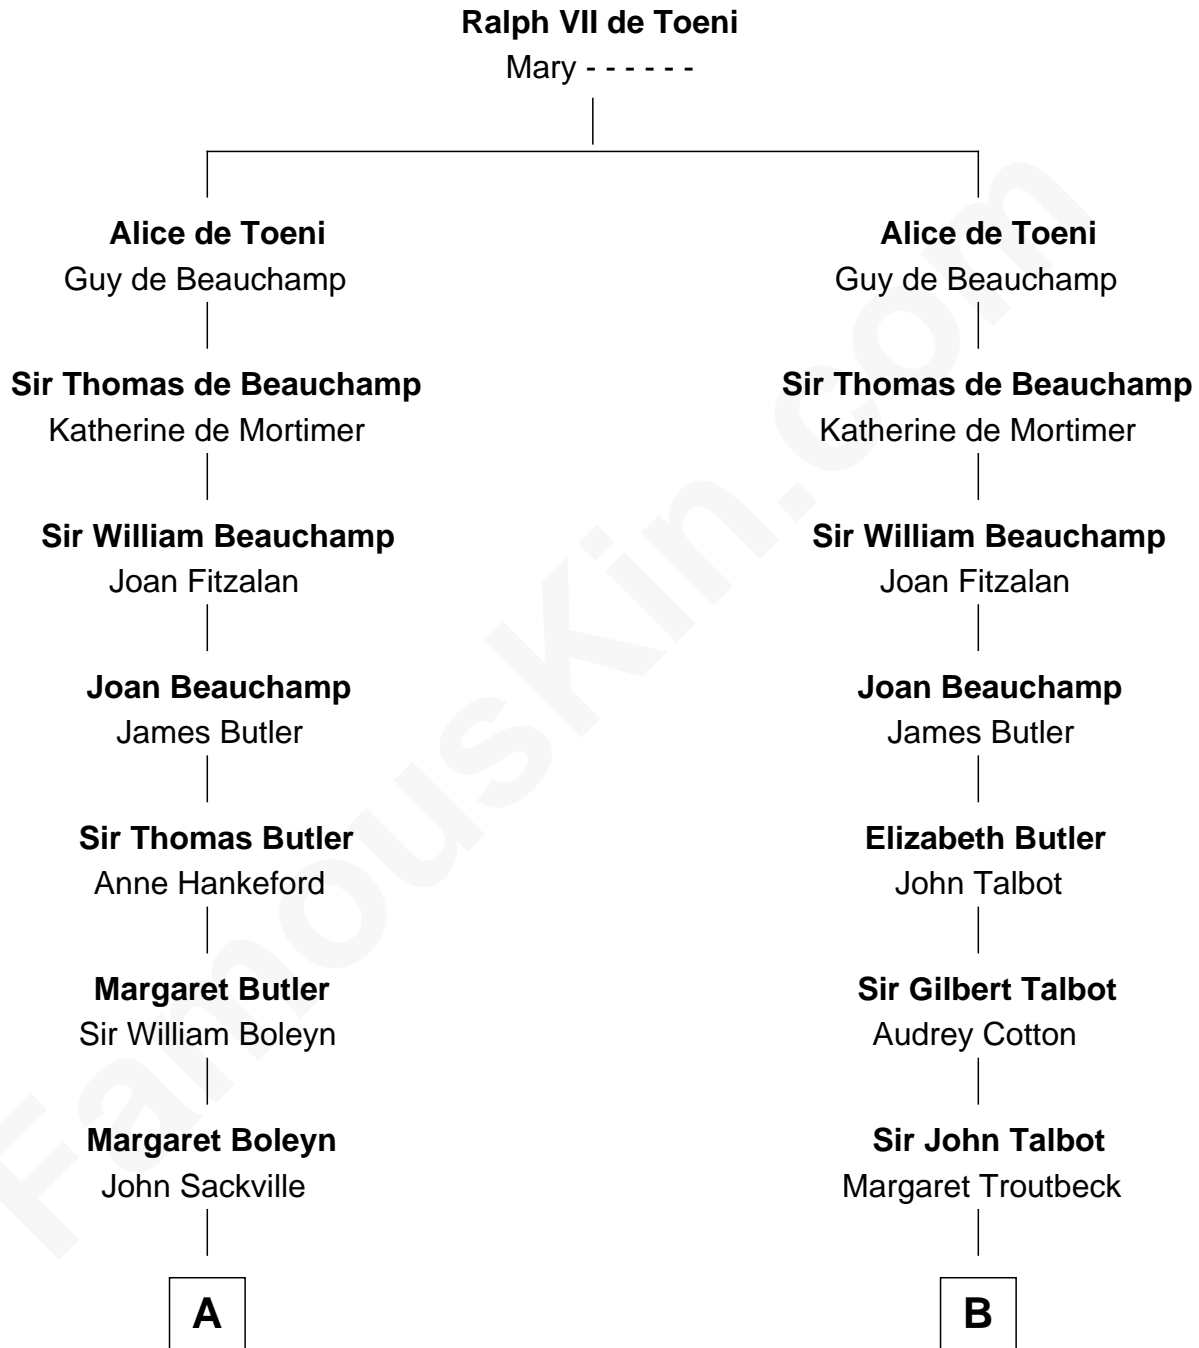 Ralph VII de Toeni
Mary - - - - - -
Alice de Toeni
Guy de Beauchamp
Sir Thomas de Beauchamp
Katherine de Mortimer
Sir William Beauchamp
Joan Fitzalan
Joan Beauchamp
James Butler
Sir Thomas Butler
Anne Hankeford
Margaret Butler
Sir William Boleyn
Margaret Boleyn
John Sackville
A
Alice de Toeni
Guy de Beauchamp
Sir Thomas de Beauchamp
Katherine de Mortimer
Sir William Beauchamp
Joan Fitzalan
Joan Beauchamp
James Butler
Elizabeth Butler
John Talbot
Sir Gilbert Talbot
Audrey Cotton
Sir John Talbot
Margaret Troutbeck
B
FamousKin.com